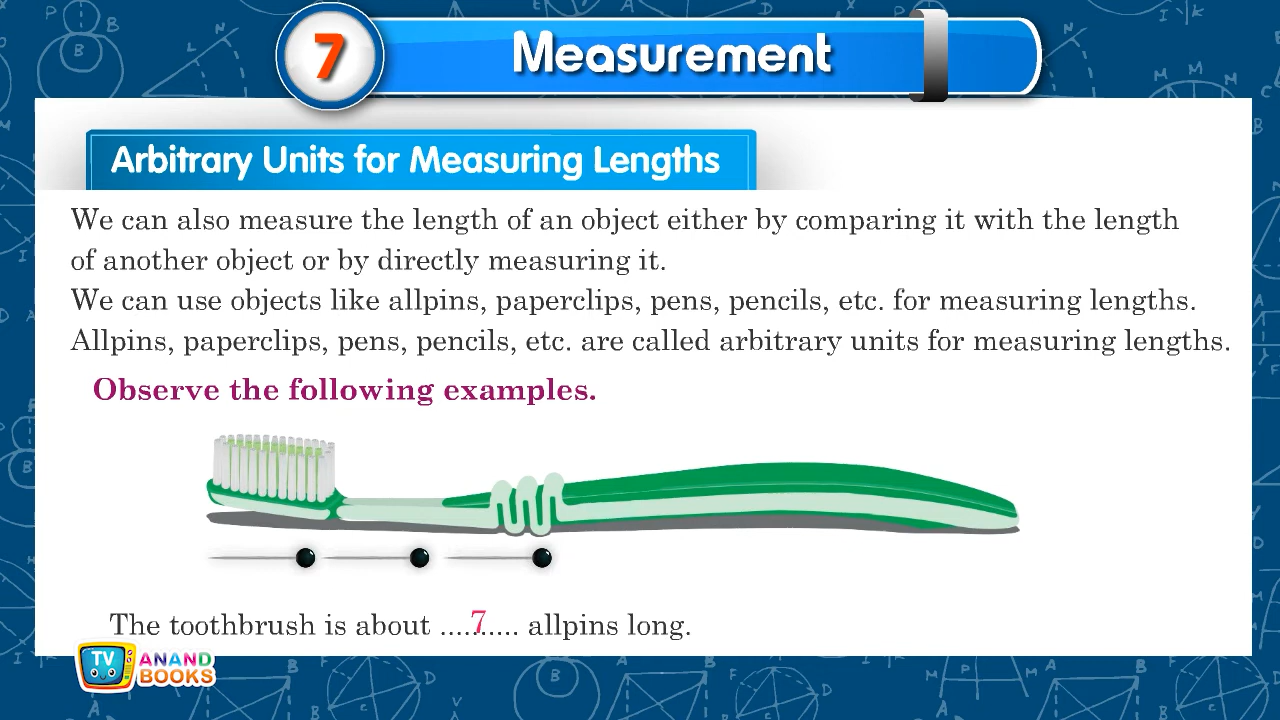 7 Measurement
Arbitrary Units for Measuring Lengths
We can also measure the length of an object either by comparing it with the length
of another object or by directly measuring it.
We can use objects like allpins, paperclips, pens, pencils, etc. for measuring lengths.
Allpins, paperclips, pens, pencils, etc. are called arbitrary units for measuring lengths.
Observe the following examples.
The toothbrush is about .....7..... allpins long.
TV ANAND
BOOKS